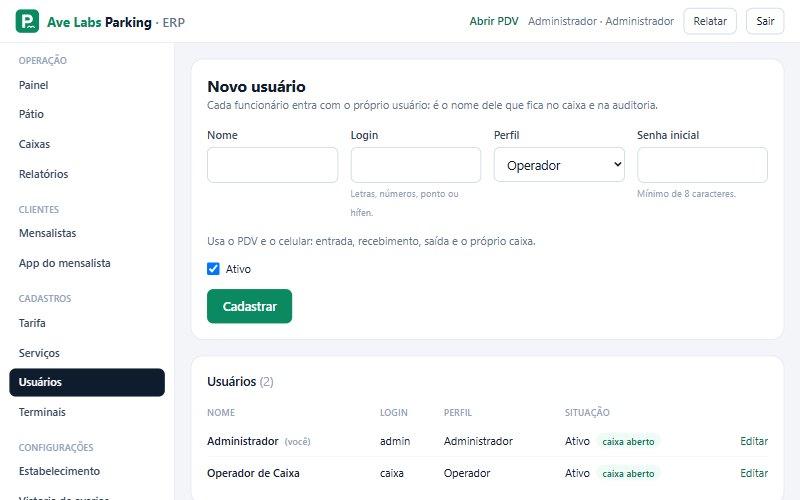 Ave Labs Parking · ERP
Abrir PDV Administrador · Administrador Relatar Sair
OPERAÇÃO
Painel
Pátio
Caixas
Relatórios
CLIENTES
Mensalistas
App do mensalista
CADASTROS
Tarifa
Serviços
Usuários
Terminais
CONFIGURAÇÕES
Estabelecimento
Novo usuário
Cada funcionário entra com o próprio usuário: é o nome dele que fica no caixa e na auditoria.
Nome Login Perfil Senha inicial
Operador
Letras, números, ponto ou
hífen.
Mínimo de 8 caracteres.
Usa o PDV e o celular: entrada, recebimento, saída e o próprio caixa.
Ativo
Cadastrar
Usuários (2)
NOME LOGIN PERFIL SITUAÇÃO
Administrador (você) admin Administrador Ativo caixa aberto Editar
Operador de Caixa caixa Operador Ativo caixa aberto Editar